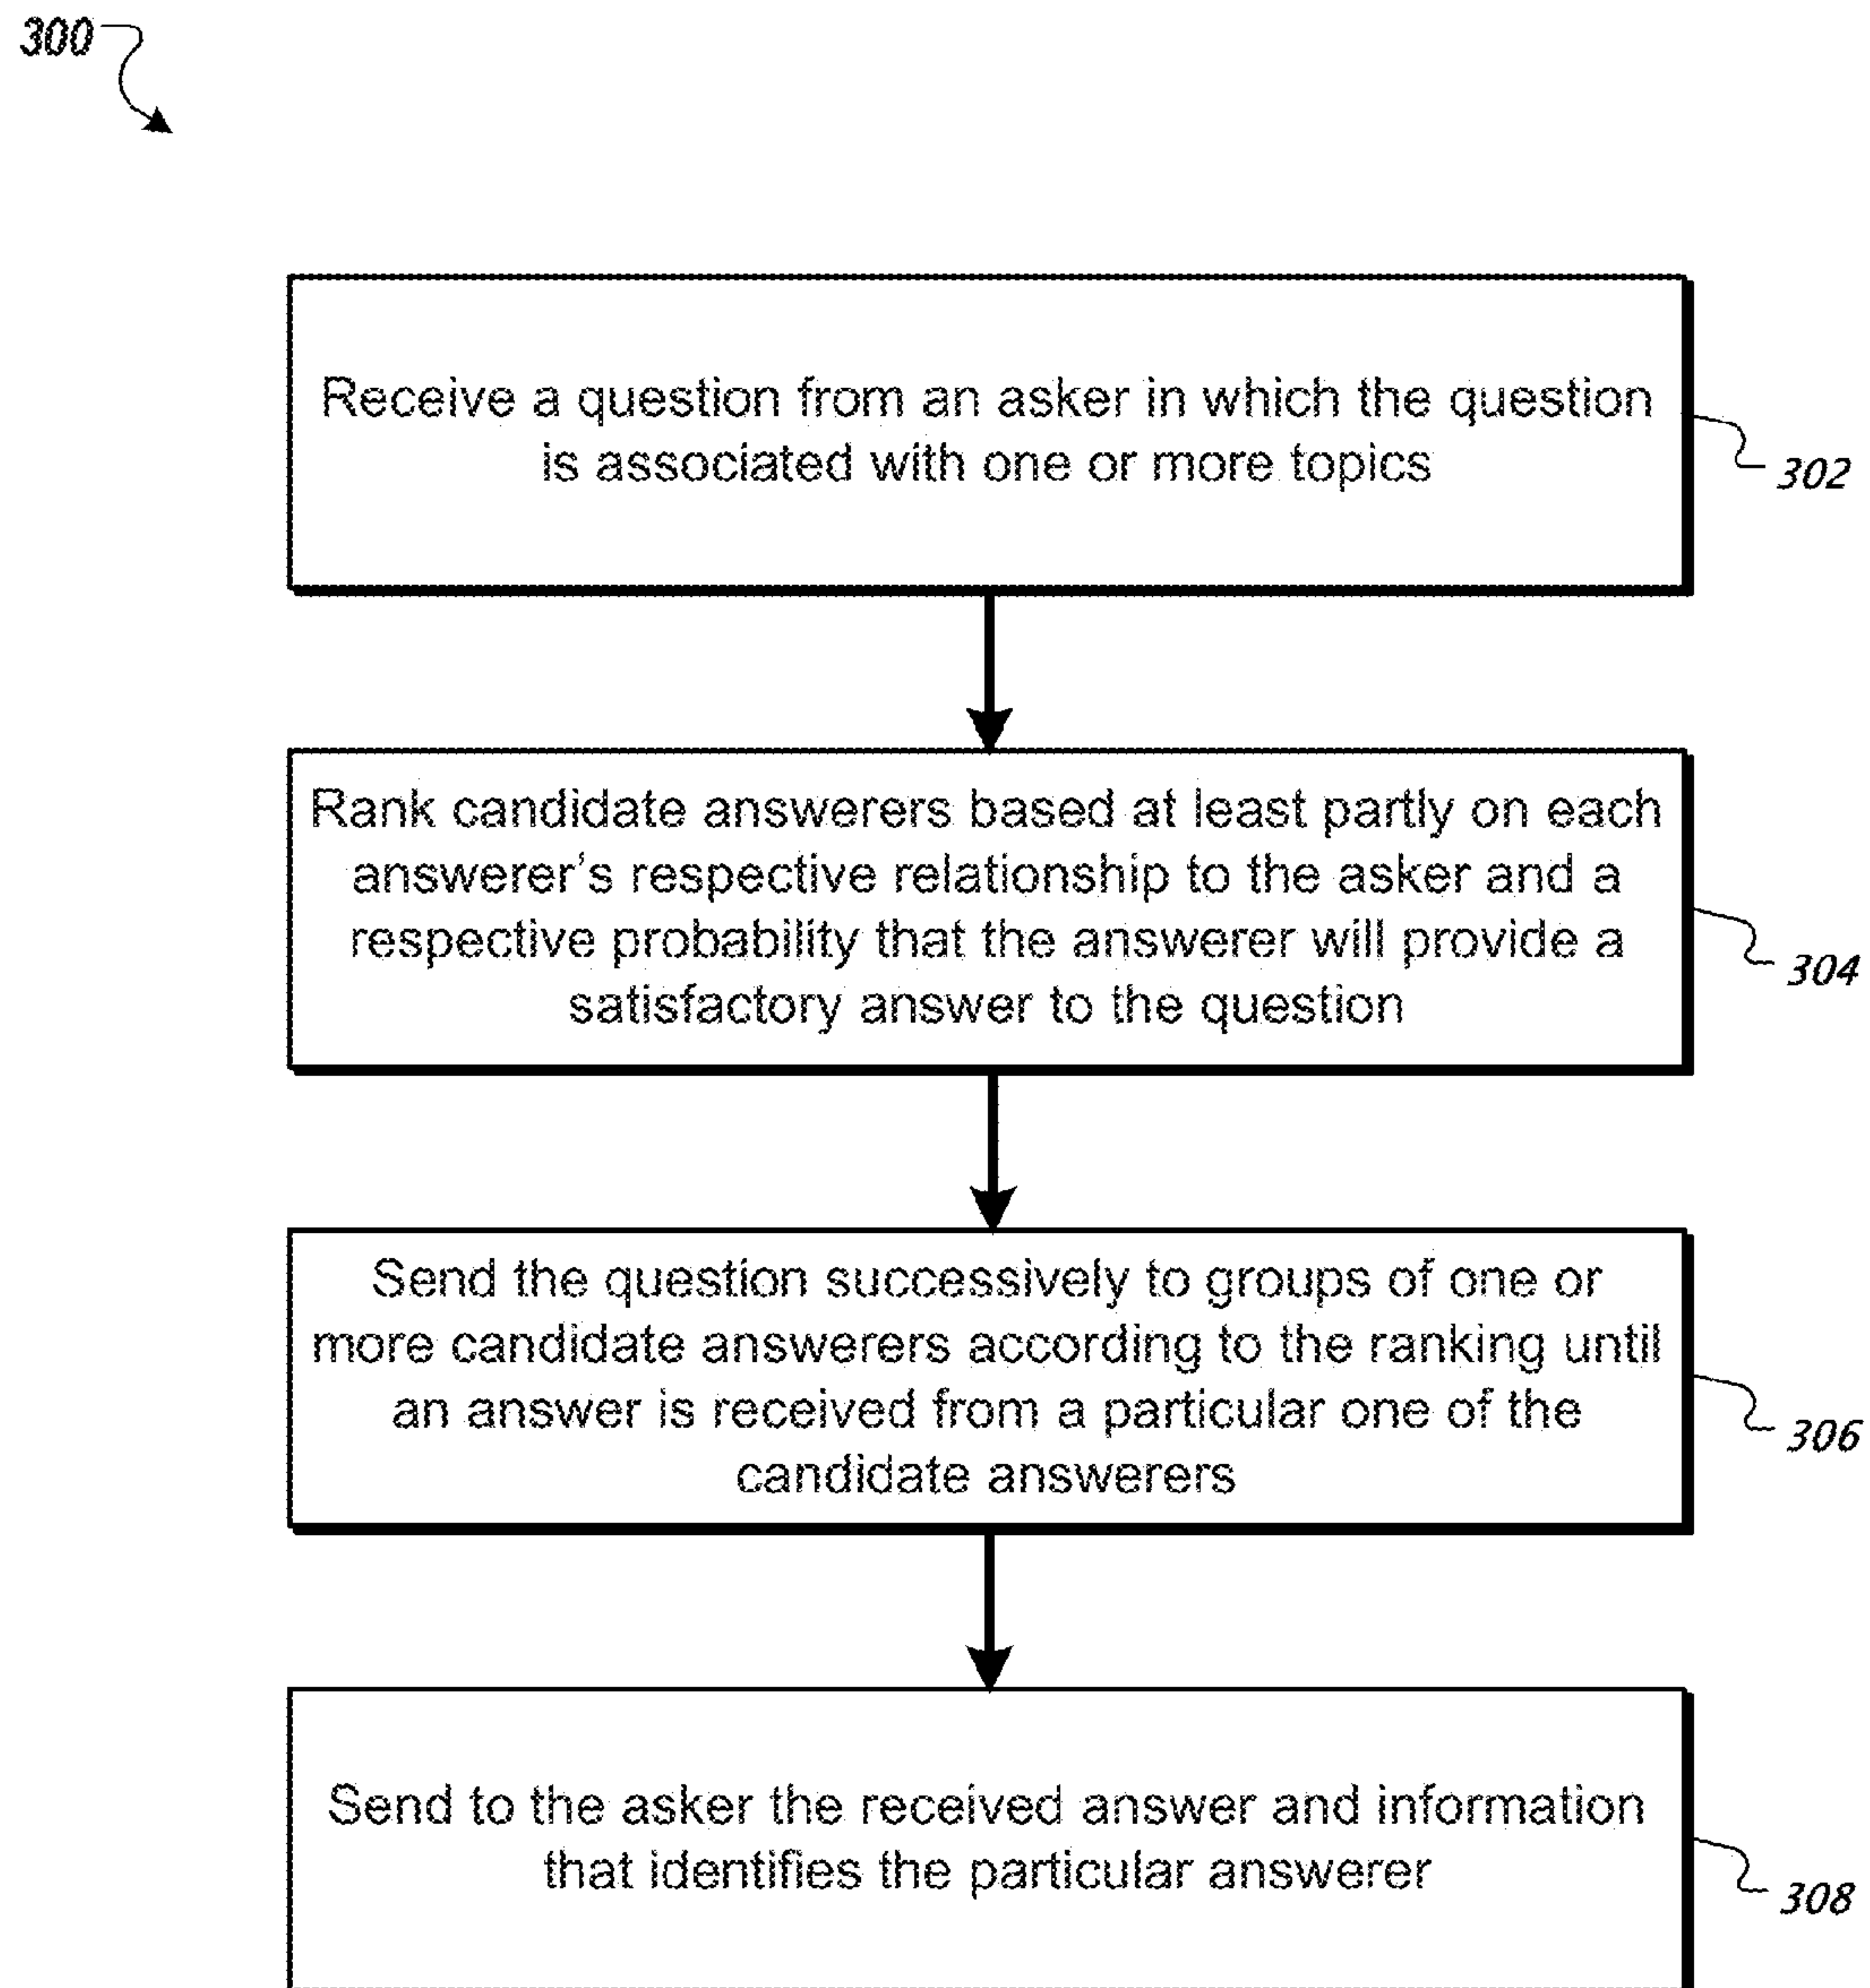 300
Receive a question from an asker in which the question
is associated with one or more topics
302
Rank candidate answerers based at least partly on each
answerer's respective relationship to the asker and a
respective probability that the answerer will provide a
satisfactory answer to the question
304
Send the question successively to groups of one or
more candidate answerers according to the ranking until
an answer is received from a particular one of the
candidate answerers
306
Send to the asker the received answer and information
that identifies the particular answerer
308